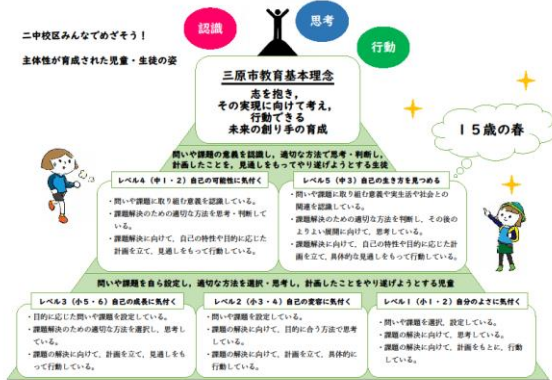 二中校区みんなでめざそう！
主体性が育成された児童・生徒の姿
認識
思考
行動
三原市教育基本理念
志を抱き，
その実現に向けて考え，
行動できる
未来の創り手の育成
１５歳の春
問いや課題の意義を認識し，適切な方法で思考・判断し，
計画したことを，見通しをもってやり遂げようとする生徒
レベル４（中１・２）自己の可能性に気付く
・問いや課題に取り組む意義を認識している。
・課題解決のための適切な方法を思考・判断して
いる。
・課題解決に向けて，自己の特性や目的に応じた計
画を立て，見通しをもって行動している。
レベル５（中３）自己の生き方を見つめる
・問いや課題に取り組む意義や実生活や社会との
関連を認識している。
・課題解決のための適切な方法を判断し，その後の
よりよい展開に向けて，思考している。
・課題解決に向けて，自己の特性や目的に応じた計
画を立て，具体的な見通しをもって行動している。
問いや課題を自ら設定し，適切な方法を選択・思考し，計画したことをやり遂げようとする児童
レベル３（小５・６）自己の成長に気付く
・目的に応じた問いや課題を設定している。
・課題解決のための適切な方法を選択し，思考し
ている。
・課題の解決に向けて，計画を立て，見通しをも
って行動している。
レベル２（小３・４）自己の変容に気付く
・問いや課題を設定している。
・課題の解決に向けて，目的に合う方法で思考
している。
・課題の解決に向けて，計画を立て，具体的に
行動している。
レベル１（小１・２）自分のよさに気付く
・問いや課題を選択，設定している。
・課題の解決に向けて，思考している。
・課題の解決に向けて，計画をもとに，行動
している。